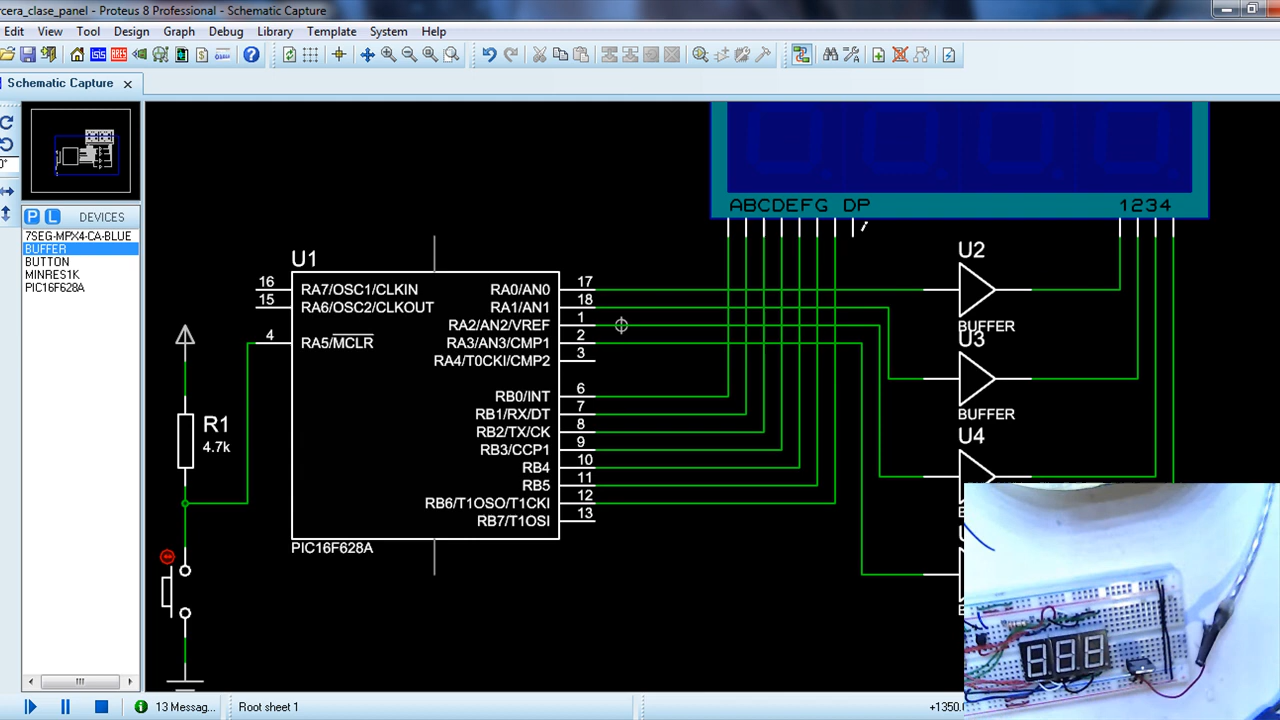 rcera_clase_panel - Proteus 8 Professional - Schematic Capture
Edit View Tool Design Graph Debug Library Template System Help
Schematic Capture
0°
P L DEVICES
7SEG-MPX4-CA-BLUE
BUFFER
BUTTON
MINRES1K
PIC16F628A
ABCDEFG DP 1234
U1
16 RA7/OSC1/CLKIN RA0/AN0 17
15 RA6/OSC2/CLKOUT RA1/AN1 18
RA2/AN2/VREF 1
4 RA5/MCLR RA3/AN3/CMP1 2
RA4/T0CKI/CMP2 3
RB0/INT 6
RB1/RX/DT 7
RB2/TX/CK 8
RB3/CCP1 9
RB4 10
RB5 11
RB6/T1OSO/T1CKI 12
RB7/T1OSI 13
PIC16F628A
R1
4.7k
U2
BUFFER
U3
BUFFER
U4
13 Messag...
Root sheet 1
+1350.